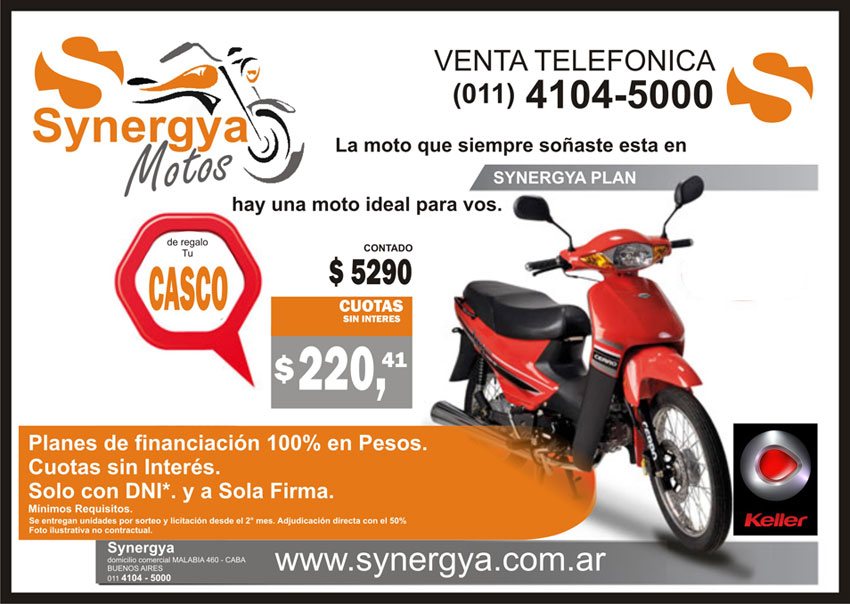 Synergya
Motos
VENTA TELEFONICA
(011) 4104-5000
La moto que siempre soñaste esta en
SYNERGYA PLAN
hay una moto ideal para vos.
de regalo
Tu
CASCO
CONTADO
$ 5290
CUOTAS
SIN INTERES
$ 220,41
CERRO
Planes de financiación 100% en Pesos.
Cuotas sin Interés.
Solo con DNI*. y a Sola Firma.
Mínimos Requisitos.
Se entregan unidades por sorteo y licitación desde el 2° mes. Adjudicación directa con el 50%
Foto ilustrativa no contractual.
Keller
Synergya
domicilio comercial MALABIA 460 - CABA
BUENOS AIRES
011 4104 - 5000
www.synergya.com.ar